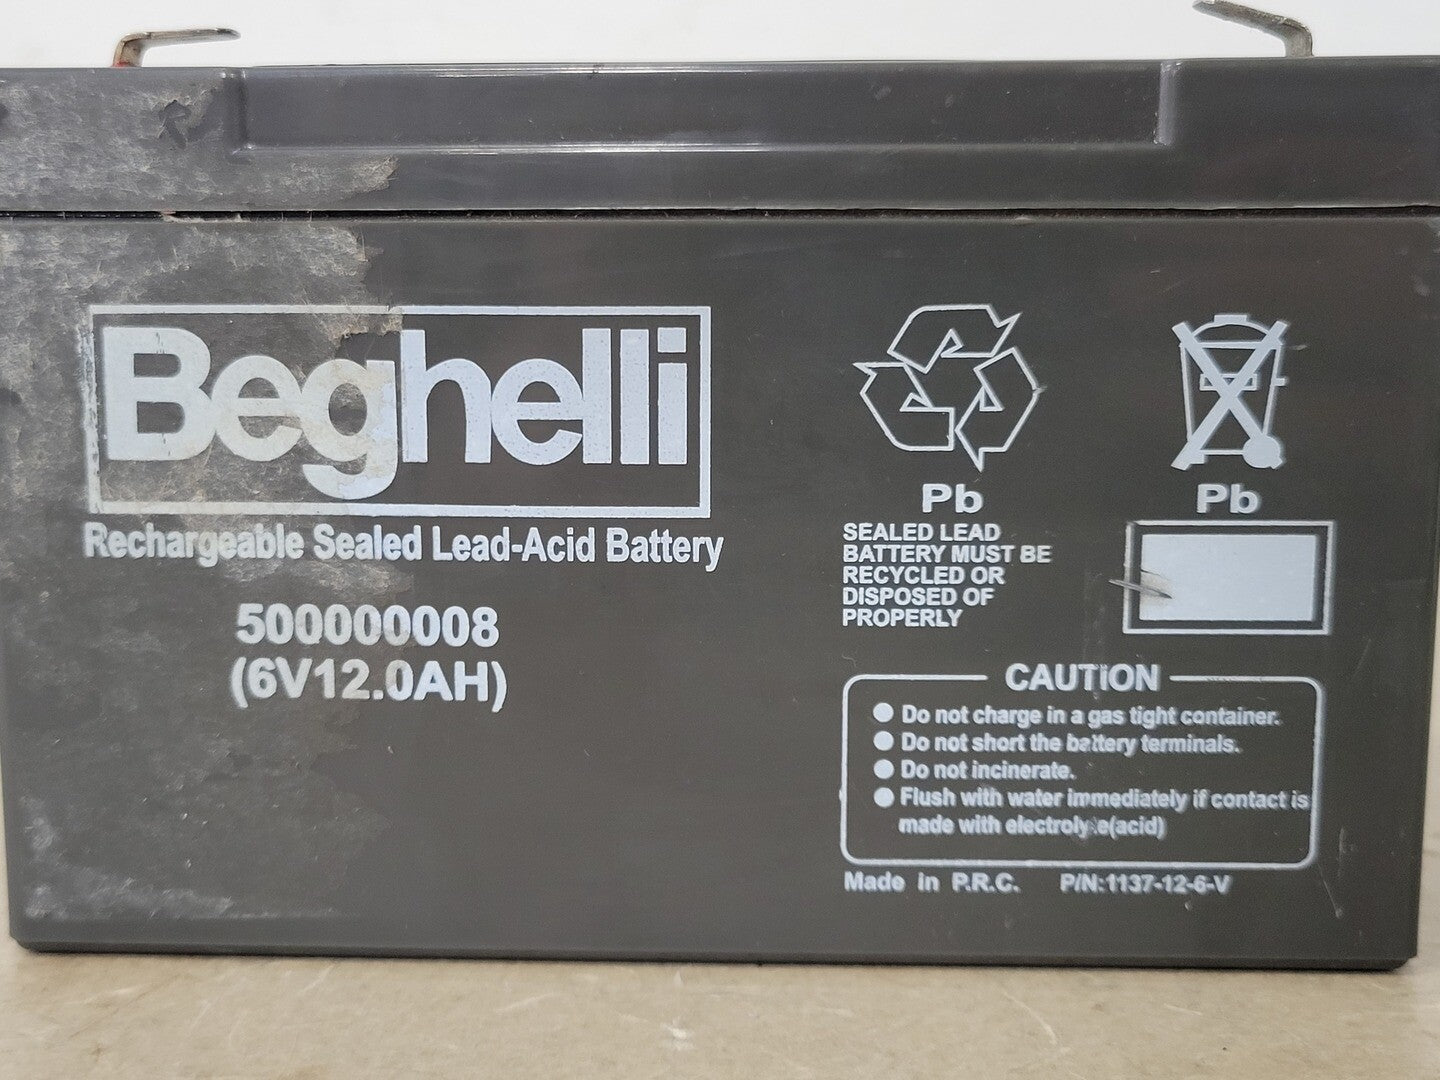 Beghelli
Rechargeable Sealed Lead-Acid Battery
500000008
(6V12.0AH)
Pb
SEALED LEAD
BATTERY MUST BE
RECYCLED OR
DISPOSED OF
PROPERLY
Pb
CAUTION
● Do not charge in a gas tight container.
● Do not short the battery terminals.
● Do not incinerate.
● Flush with water immediately if contact is
made with electrolyte(acid)
Made in P.R.C. P/N:1137-12-6-V